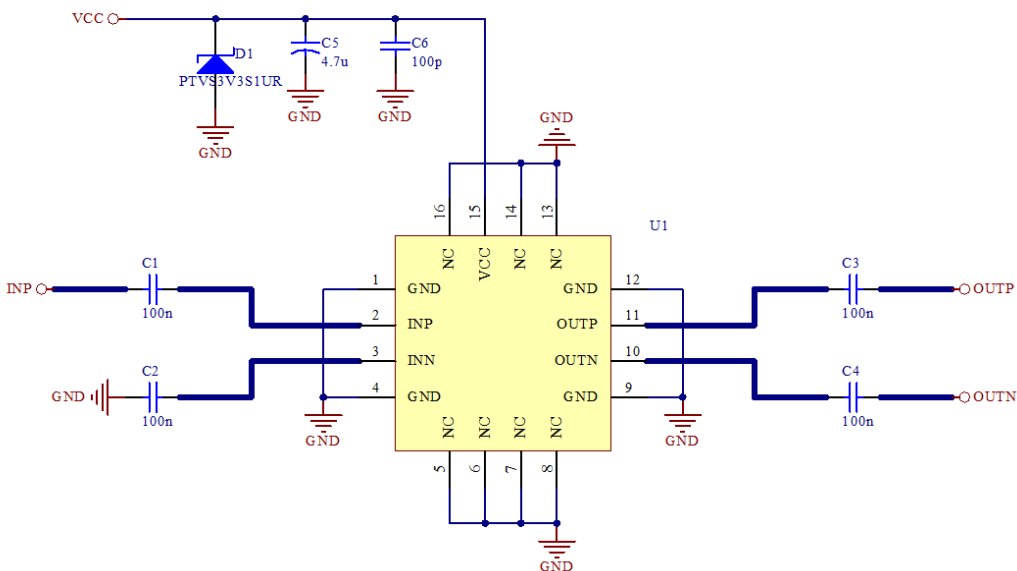 VCC
D1
PTVS3V3S1UR
GND
C5
4.7u
GND
C6
100p
GND
GND
16
15
14
13
U1
NC
VCC
NC
NC
INP
C1
100n
1
GND
2
INP
3
INN
4
GND
GND
C2
100n
GND
12
GND
11
OUTP
10
OUTN
9
GND
GND
C3
100n
OUTP
C4
100n
OUTN
NC
NC
NC
NC
5
6
7
8
GND